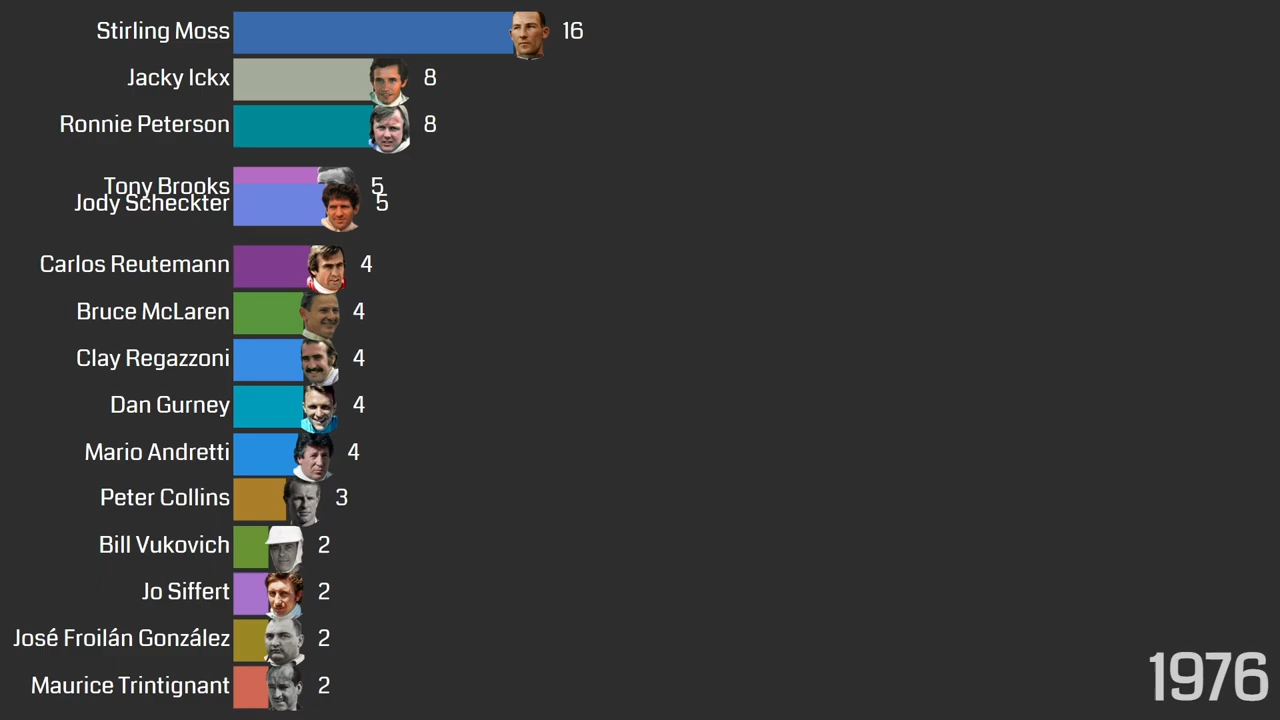 Stirling Moss 16
Jacky Ickx 8
Ronnie Peterson 8
Tony Brooks 5
Jody Scheckter 5
Carlos Reutemann 4
Bruce McLaren 4
Clay Regazzoni 4
Dan Gurney 4
Mario Andretti 4
Peter Collins 3
Bill Vukovich 2
Jo Siffert 2
José Froilán González 2
Maurice Trintignant 2
1976